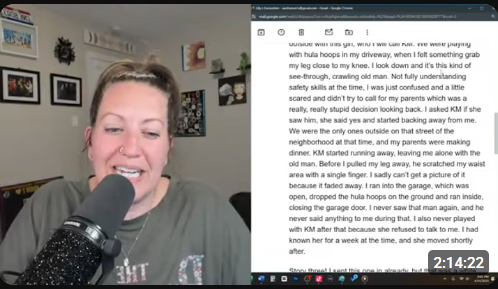 outside with this girl, who I will call KM. We were playing
with hula hoops in my driveway, when I felt something grab
my leg close to my knee. I look down and it's this kind of
see-through, crawling old man. Not fully understanding
safety skills at the time, I was just confused and a little
scared and didn't try to call for my parents which was a
really, really stupid decision looking back. I asked KM if she
saw him, she said yes and started backing away from me.
We were the only ones outside on that street of the
neighborhood at that time, and my parents were making
dinner. KM started running away, leaving me alone with the
old man. Before I pulled my leg away, he scratched my waist
area with a single finger. I sadly can't get a picture of it
because it faded away. I ran into the garage, which was
open, dropped the hula hoops on the ground and ran inside,
closing the garage door. I never saw that man again, and he
never said anything to me during that. I also never played
with KM after that because she refused to talk to me. I had
known her for a week at the time, and she moved shortly
after.
Story three! I sent this one in already, but that
2:14:22